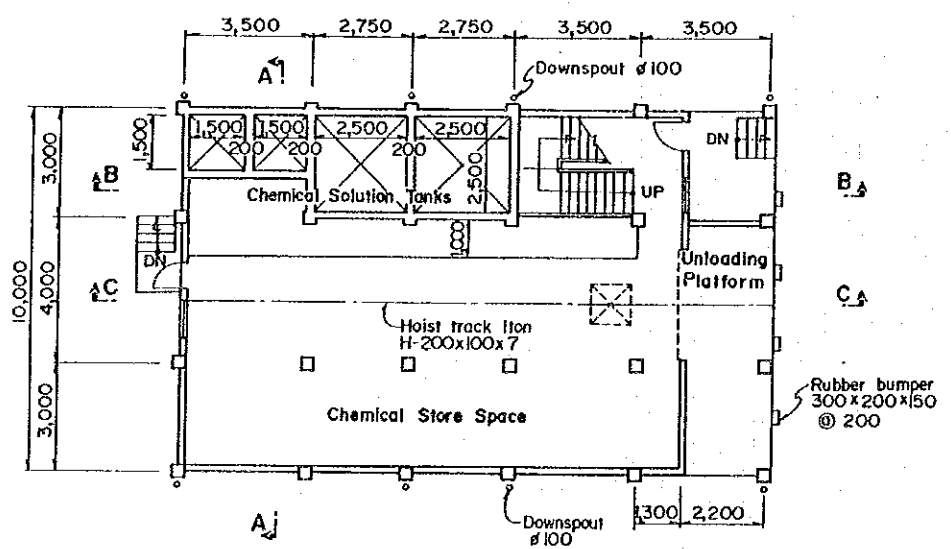 3,500 2,750 2,750 3,500 3,500
A
Downspout ø100
1,500 1,500 2,500 2,500
200 200 200
1,500
3,000
DN
B
B
2,500
UP
Chemical Solution Tanks
1,000
DN
Unloading
Platform
10,000
4,000
C
C
Hoist track 1ton
H-200x100x7
Rubber bumper
300x200x150
@ 200
Chemical Store Space
3,000
A
Downspout
ø100
1,300 2,200